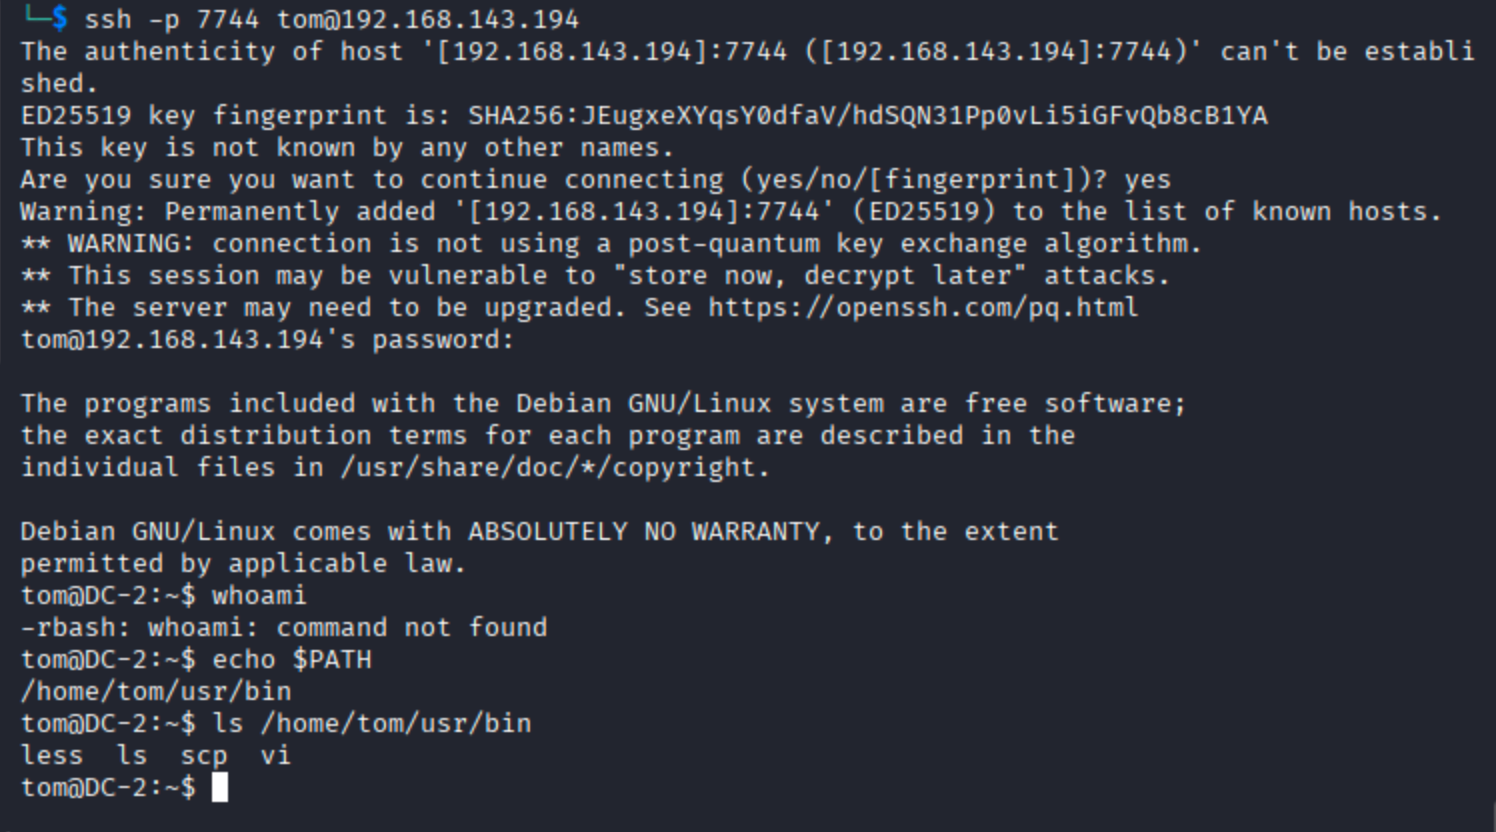 └─$ ssh -p 7744 tom@192.168.143.194
The authenticity of host '[192.168.143.194]:7744 ([192.168.143.194]:7744)' can't be establi
shed.
ED25519 key fingerprint is: SHA256:JEugxeXYqsY0dfaV/hdSQN31Pp0vLi5iGFvQb8cB1YA
This key is not known by any other names.
Are you sure you want to continue connecting (yes/no/[fingerprint])? yes
Warning: Permanently added '[192.168.143.194]:7744' (ED25519) to the list of known hosts.
** WARNING: connection is not using a post-quantum key exchange algorithm.
** This session may be vulnerable to "store now, decrypt later" attacks.
** The server may need to be upgraded. See https://openssh.com/pq.html
tom@192.168.143.194's password:

The programs included with the Debian GNU/Linux system are free software;
the exact distribution terms for each program are described in the
individual files in /usr/share/doc/*/copyright.

Debian GNU/Linux comes with ABSOLUTELY NO WARRANTY, to the extent
permitted by applicable law.
tom@DC-2:~$ whoami
-rbash: whoami: command not found
tom@DC-2:~$ echo $PATH
/home/tom/usr/bin
tom@DC-2:~$ ls /home/tom/usr/bin
less  ls  scp  vi
tom@DC-2:~$